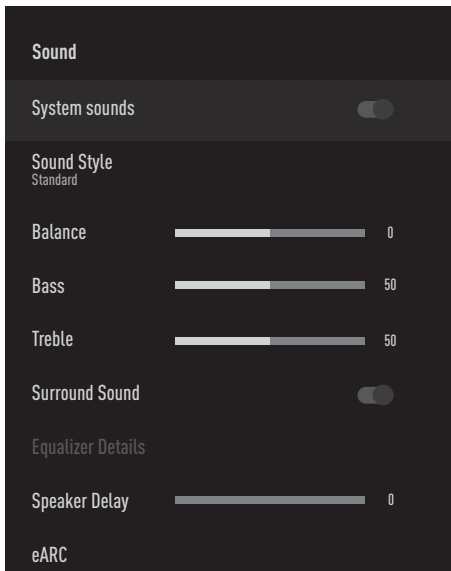 Sound
System sounds
Sound Style
Standard
Balance 0
Bass 50
Treble 50
Surround Sound
Equalizer Details
Speaker Delay 0
eARC